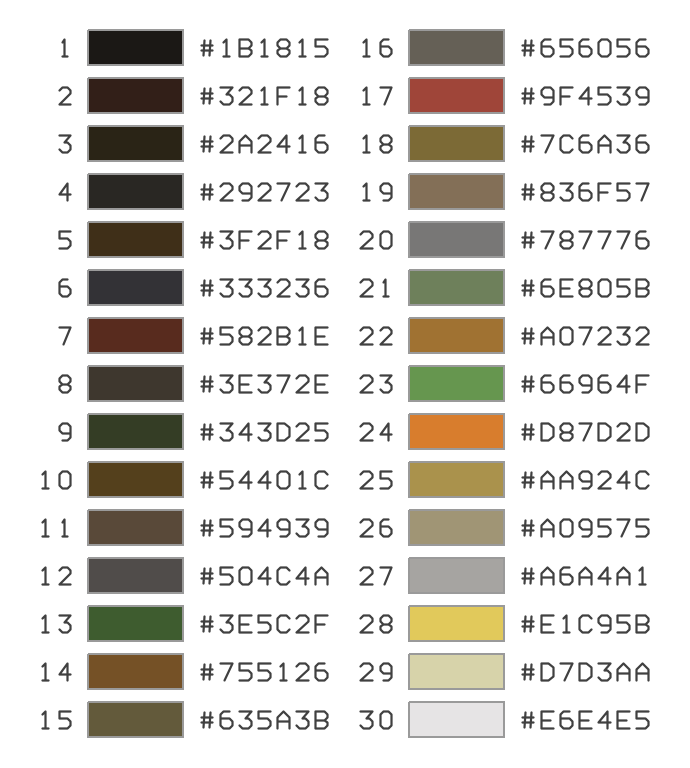 1 #1B1815 16 #656056
2 #321F18 17 #9F4539
3 #2A2416 18 #7C6A36
4 #292723 19 #836F57
5 #3F2F18 20 #787776
6 #333236 21 #6E805B
7 #582B1E 22 #A07232
8 #3E372E 23 #66964F
9 #343D25 24 #D87D2D
10 #54401C 25 #AA924C
11 #594939 26 #A09575
12 #504C4A 27 #A6A4A1
13 #3E5C2F 28 #E1C95B
14 #755126 29 #D7D3AA
15 #635A3B 30 #E6E4E5